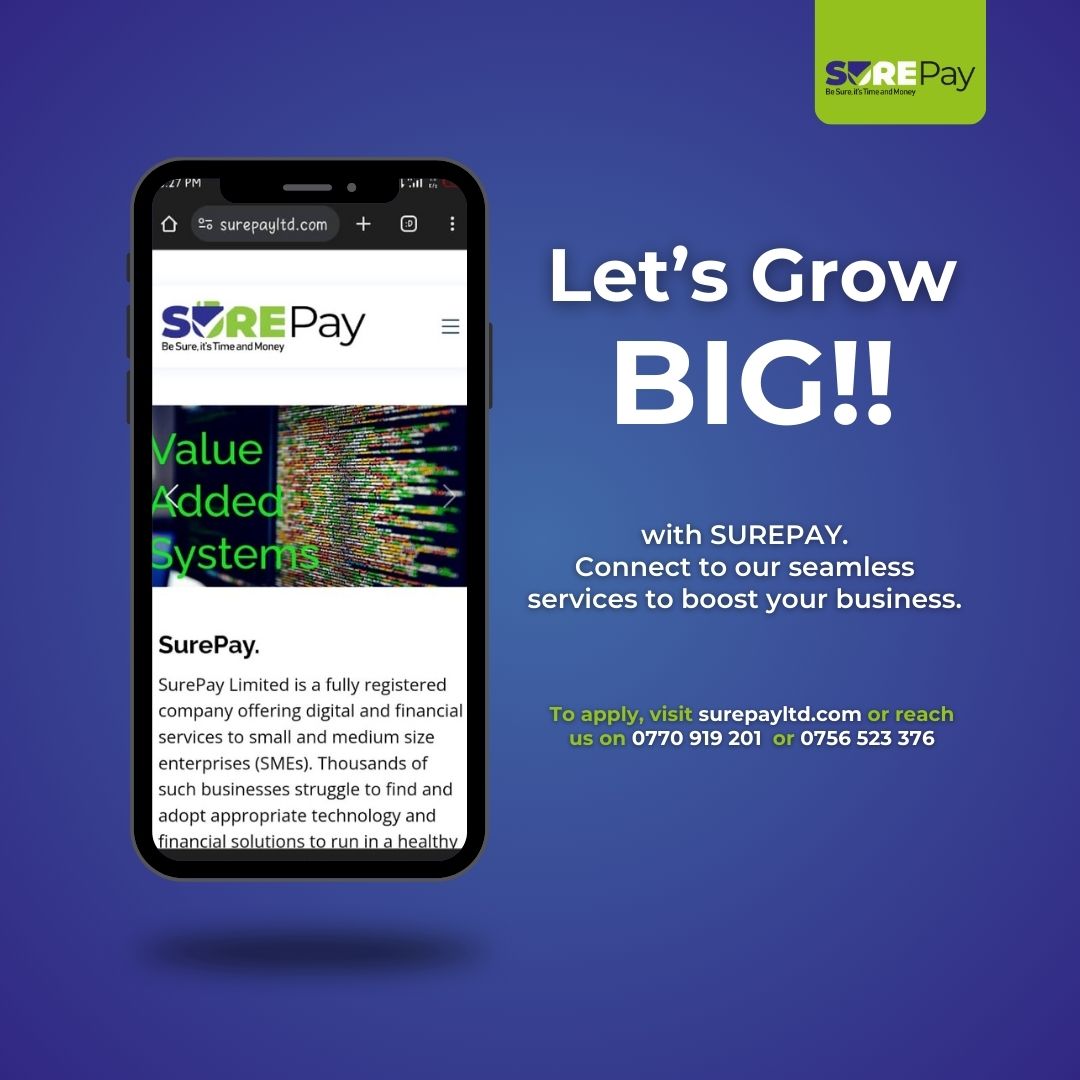 SUREPay
Be Sure, it's Time and Money
:27 PM
surepayltd.com
SUREPay
Be Sure, it's Time and Money
Value
Added
Systems
SurePay.
SurePay Limited is a fully registered
company offering digital and financial
services to small and medium size
enterprises (SMEs). Thousands of
such businesses struggle to find and
adopt appropriate technology and
financial solutions to run in a healthy
Let's Grow
BIG!!
with SUREPAY.
Connect to our seamless
services to boost your business.
To apply, visit surepayltd.com or reach
us on 0770 919 201 or 0756 523 376